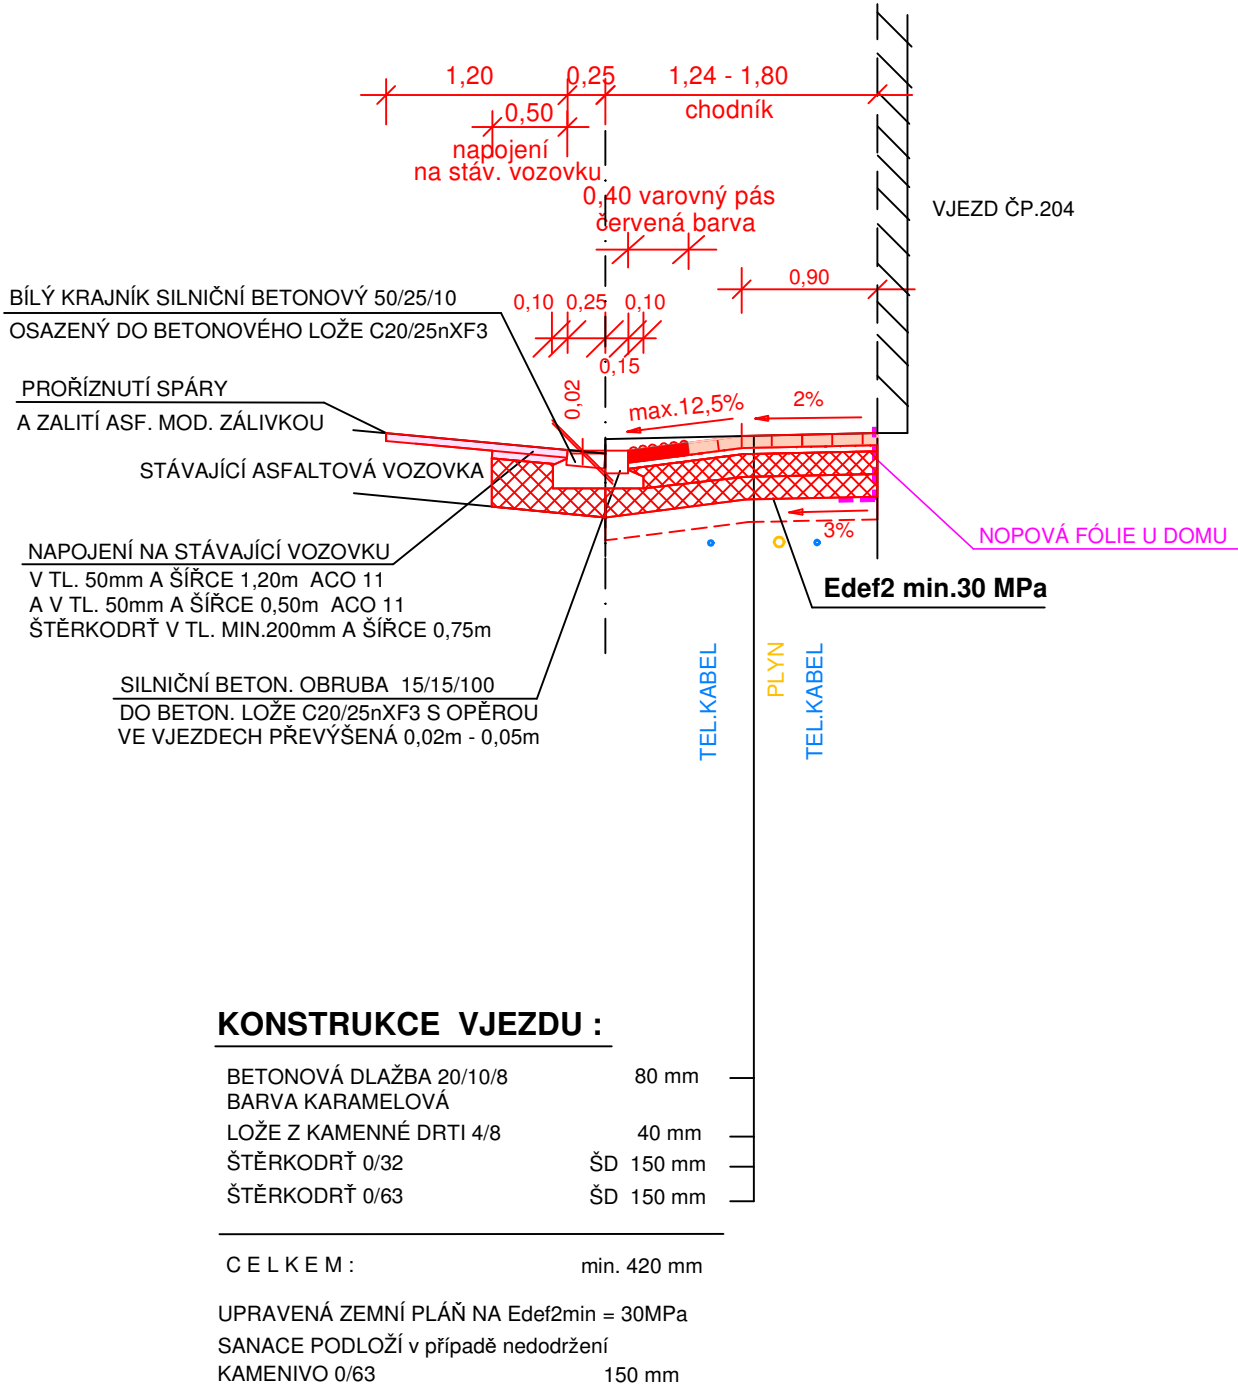 1,20
0,25
1,24 - 1,80
chodník
0,50
napojení
na stáv. vozovku
0,40 varovný pás
červená barva
VJEZD ČP.204
0,90
BÍLÝ KRAJNÍK SILNIČNÍ BETONOVÝ 50/25/10
OSAZENÝ DO BETONOVÉHO LOŽE C20/25nXF3
0,10
0,25
0,10
0,15
0,02
max.12,5%
2%
PROŘÍZNUTÍ SPÁRY
A ZALITÍ ASF. MOD. ZÁLIVKOU
STÁVAJÍCÍ ASFALTOVÁ VOZOVKA
3%
NOPOVÁ FÓLIE U DOMU
NAPOJENÍ NA STÁVAJÍCÍ VOZOVKU
V TL. 50mm A ŠÍŘCE 1,20m ACO 11
A V TL. 50mm A ŠÍŘCE 0,50m ACO 11
ŠTĚRKODRŤ V TL. MIN.200mm A ŠÍŘCE 0,75m
Edef2 min.30 MPa
SILNIČNÍ BETON. OBRUBA 15/15/100
DO BETON. LOŽE C20/25nXF3 S OPĚROU
VE VJEZDECH PŘEVÝŠENÁ 0,02m - 0,05m
TEL.KABEL
PLYN
TEL.KABEL
KONSTRUKCE VJEZDU :
BETONOVÁ DLAŽBA 20/10/8 80 mm
BARVA KARAMELOVÁ
LOŽE Z KAMENNÉ DRTI 4/8 40 mm
ŠTĚRKODRŤ 0/32 ŠD 150 mm
ŠTĚRKODRŤ 0/63 ŠD 150 mm
C E L K E M : min. 420 mm
UPRAVENÁ ZEMNÍ PLÁŇ NA Edef2min = 30MPa
SANACE PODLOŽÍ v případě nedodržení
KAMENIVO 0/63 150 mm